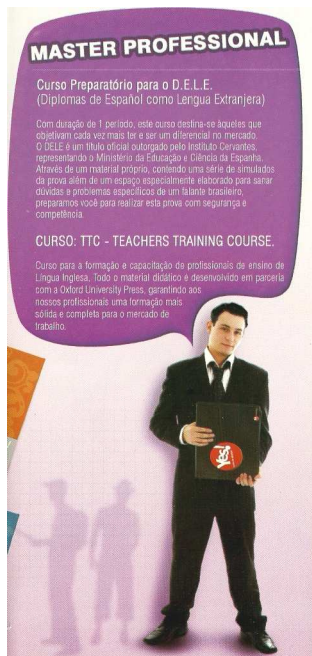 MASTER PROFESSIONAL
Curso Preparatório para o D.E.L.E.
(Diplomas de Español como Lengua Extranjera)
Com duração de 1 período, este curso destina-se àqueles que
objetivam cada vez mais ter e ser um diferencial no mercado.
O DELE é um título oficial outorgado pelo Instituto Cervantes,
representando o Ministério da Educação e Ciência da Espanha.
Através de um material próprio, contendo uma série de simulados
da prova além de um espaço especialmente elaborado para sanar
dúvidas e problemas específicos de um falante brasileiro,
preparamos você para realizar esta prova com segurança e
competência.
CURSO: TTC - TEACHERS TRAINING COURSE.
Curso para a formação e capacitação de profissionais de ensino de
Língua Inglesa. Todo o material didático é desenvolvido em parceria
com a Oxford University Press, garantindo aos
nossos profissionais uma formação mais
sólida e completa para o mercado de
trabalho.
yes!